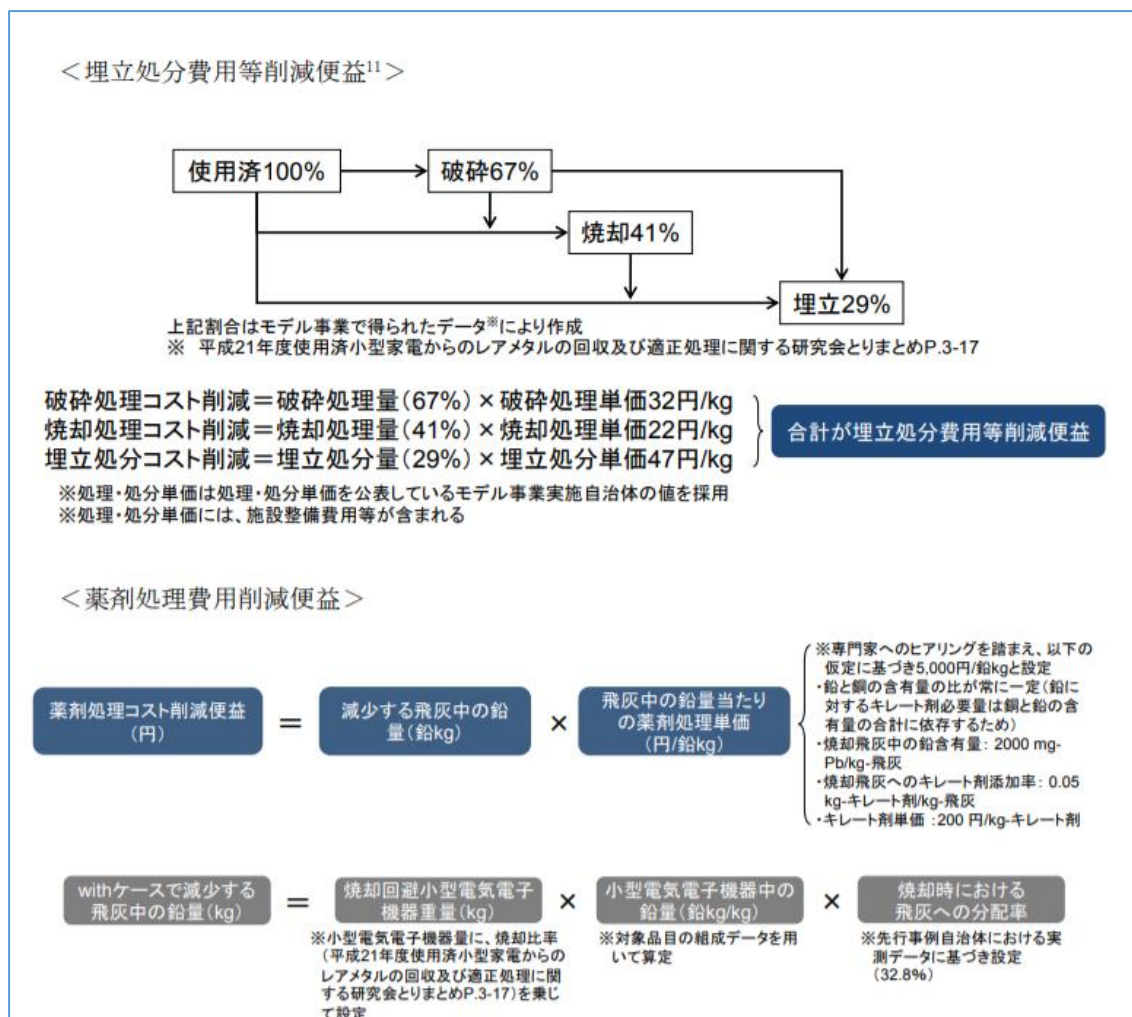 <埋立処分費用等削減便益11>
使用済100%
破砕67%
焼却41%
埋立29%
上記割合はモデル事業で得られたデータ※により作成
※ 平成21年度使用済小型家電からのレアメタルの回収及び適正処理に関する研究会とりまとめP.3-17
破砕処理コスト削減=破砕処理量(67%)×破砕処理単価32円/kg
焼却処理コスト削減=焼却処理量(41%)×焼却処理単価22円/kg
埋立処分コスト削減=埋立処分量(29%)×埋立処分単価47円/kg
合計が埋立処分費用等削減便益
※処理・処分単価は処理・処分単価を公表しているモデル事業実施自治体の値を採用
※処理・処分単価には、施設整備費用等が含まれる
<薬剤処理費用削減便益>
薬剤処理コスト削減便益
(円)
=
減少する飛灰中の鉛
量(鉛kg)
×
飛灰中の鉛量当たり
の薬剤処理単価
(円/鉛kg)
※専門家へのヒアリングを踏まえ、以下の
仮定に基づき5,000円/鉛kgと設定
・鉛と銅の含有量の比が常に一定(鉛に
対するキレート剤必要量は銅と鉛の含
有量の合計に依存するため)
・焼却飛灰中の鉛含有量: 2000 mg-
Pb/kg-飛灰
・焼却飛灰へのキレート剤添加率: 0.05
kg-キレート剤/kg-飛灰
・キレート剤単価 :200 円/kg-キレート剤
withケースで減少する
飛灰中の鉛量(kg)
=
焼却回避小型電気電子
機器重量(kg)
×
小型電気電子機器中の
鉛量(鉛kg/kg)
×
焼却時における
飛灰への分配率
※小型電気電子機器量に、焼却比率
(平成21年度使用済小型家電からの
レアメタルの回収及び適正処理に関
する研究会とりまとめP.3-17)を乗じ
て設定
※対象品目の組成データを用
いて算定
※先行事例自治体における実
測データに基づき設定
(32.8%)